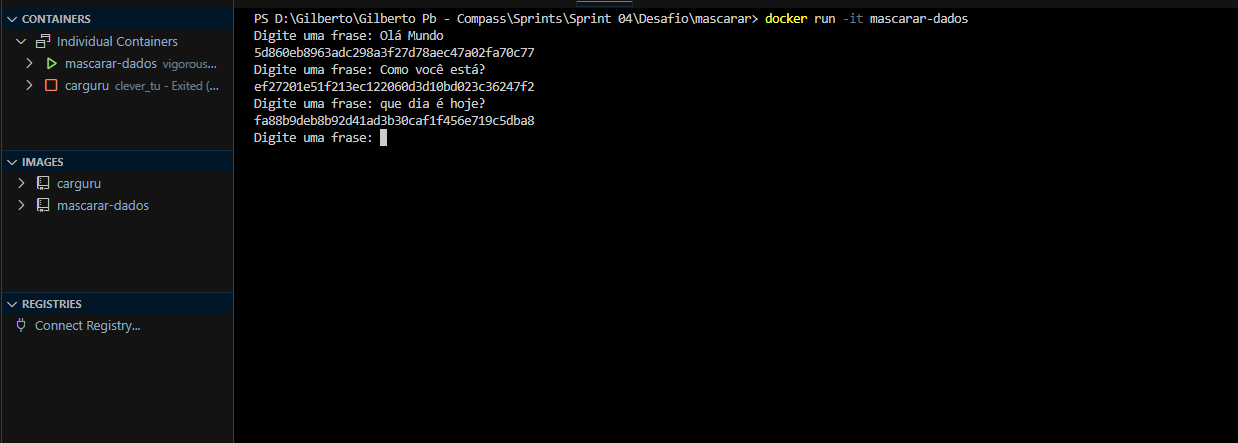 CONTAINERS
Individual Containers
mascarar-dados vigorous...
carguru clever_tu - Exited (...
IMAGES
carguru
mascarar-dados
REGISTRIES
Connect Registry...
PS D:\Gilberto\Gilberto Pb - Compass\Sprints\Sprint 04\Desafio\mascarar> docker run -it mascarar-dados
Digite uma frase: Olá Mundo
5d860eb8963adc298a3f27d78aec47a02fa70c77
Digite uma frase: Como você está?
ef27201e51f213ec122060d3d10bd023c36247f2
Digite uma frase: que dia é hoje?
fa88b9deb8b92d41ad3b30caf1f456e719c5dba8
Digite uma frase: